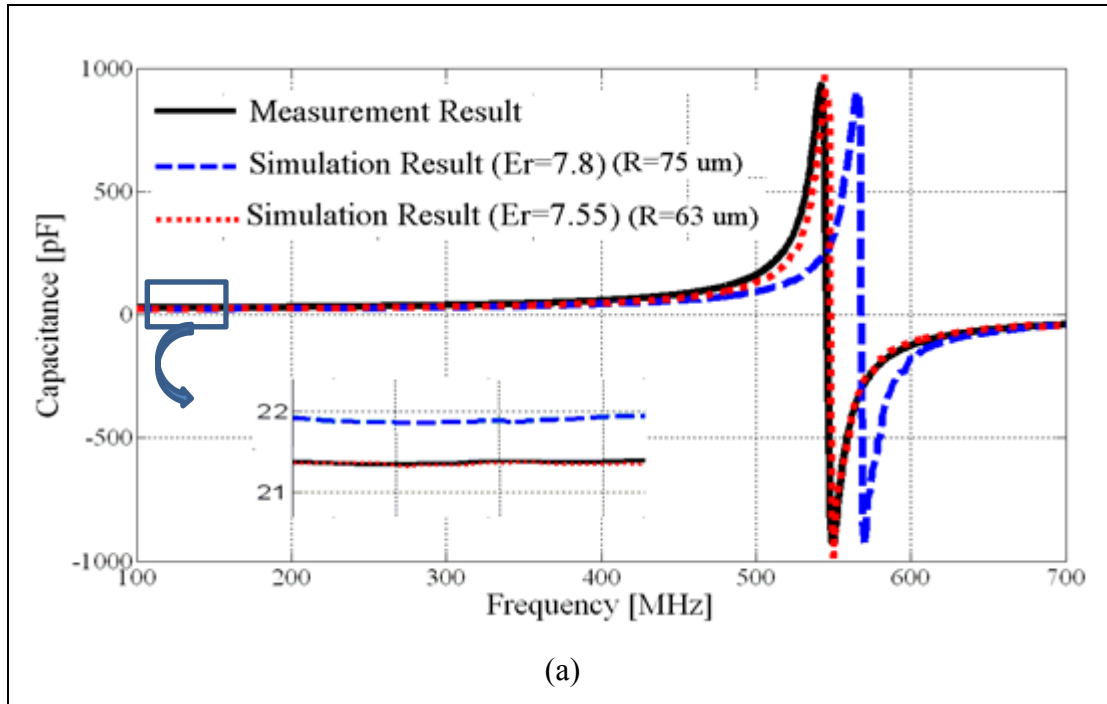 1000
500
0
-500
-1000
Capacitance [pF]
Measurement Result
Simulation Result (Er=7.8) (R=75 um)
Simulation Result (Er=7.55) (R=63 um)
22
21
100 200 300 400 500 600 700
Frequency [MHz]
(a)